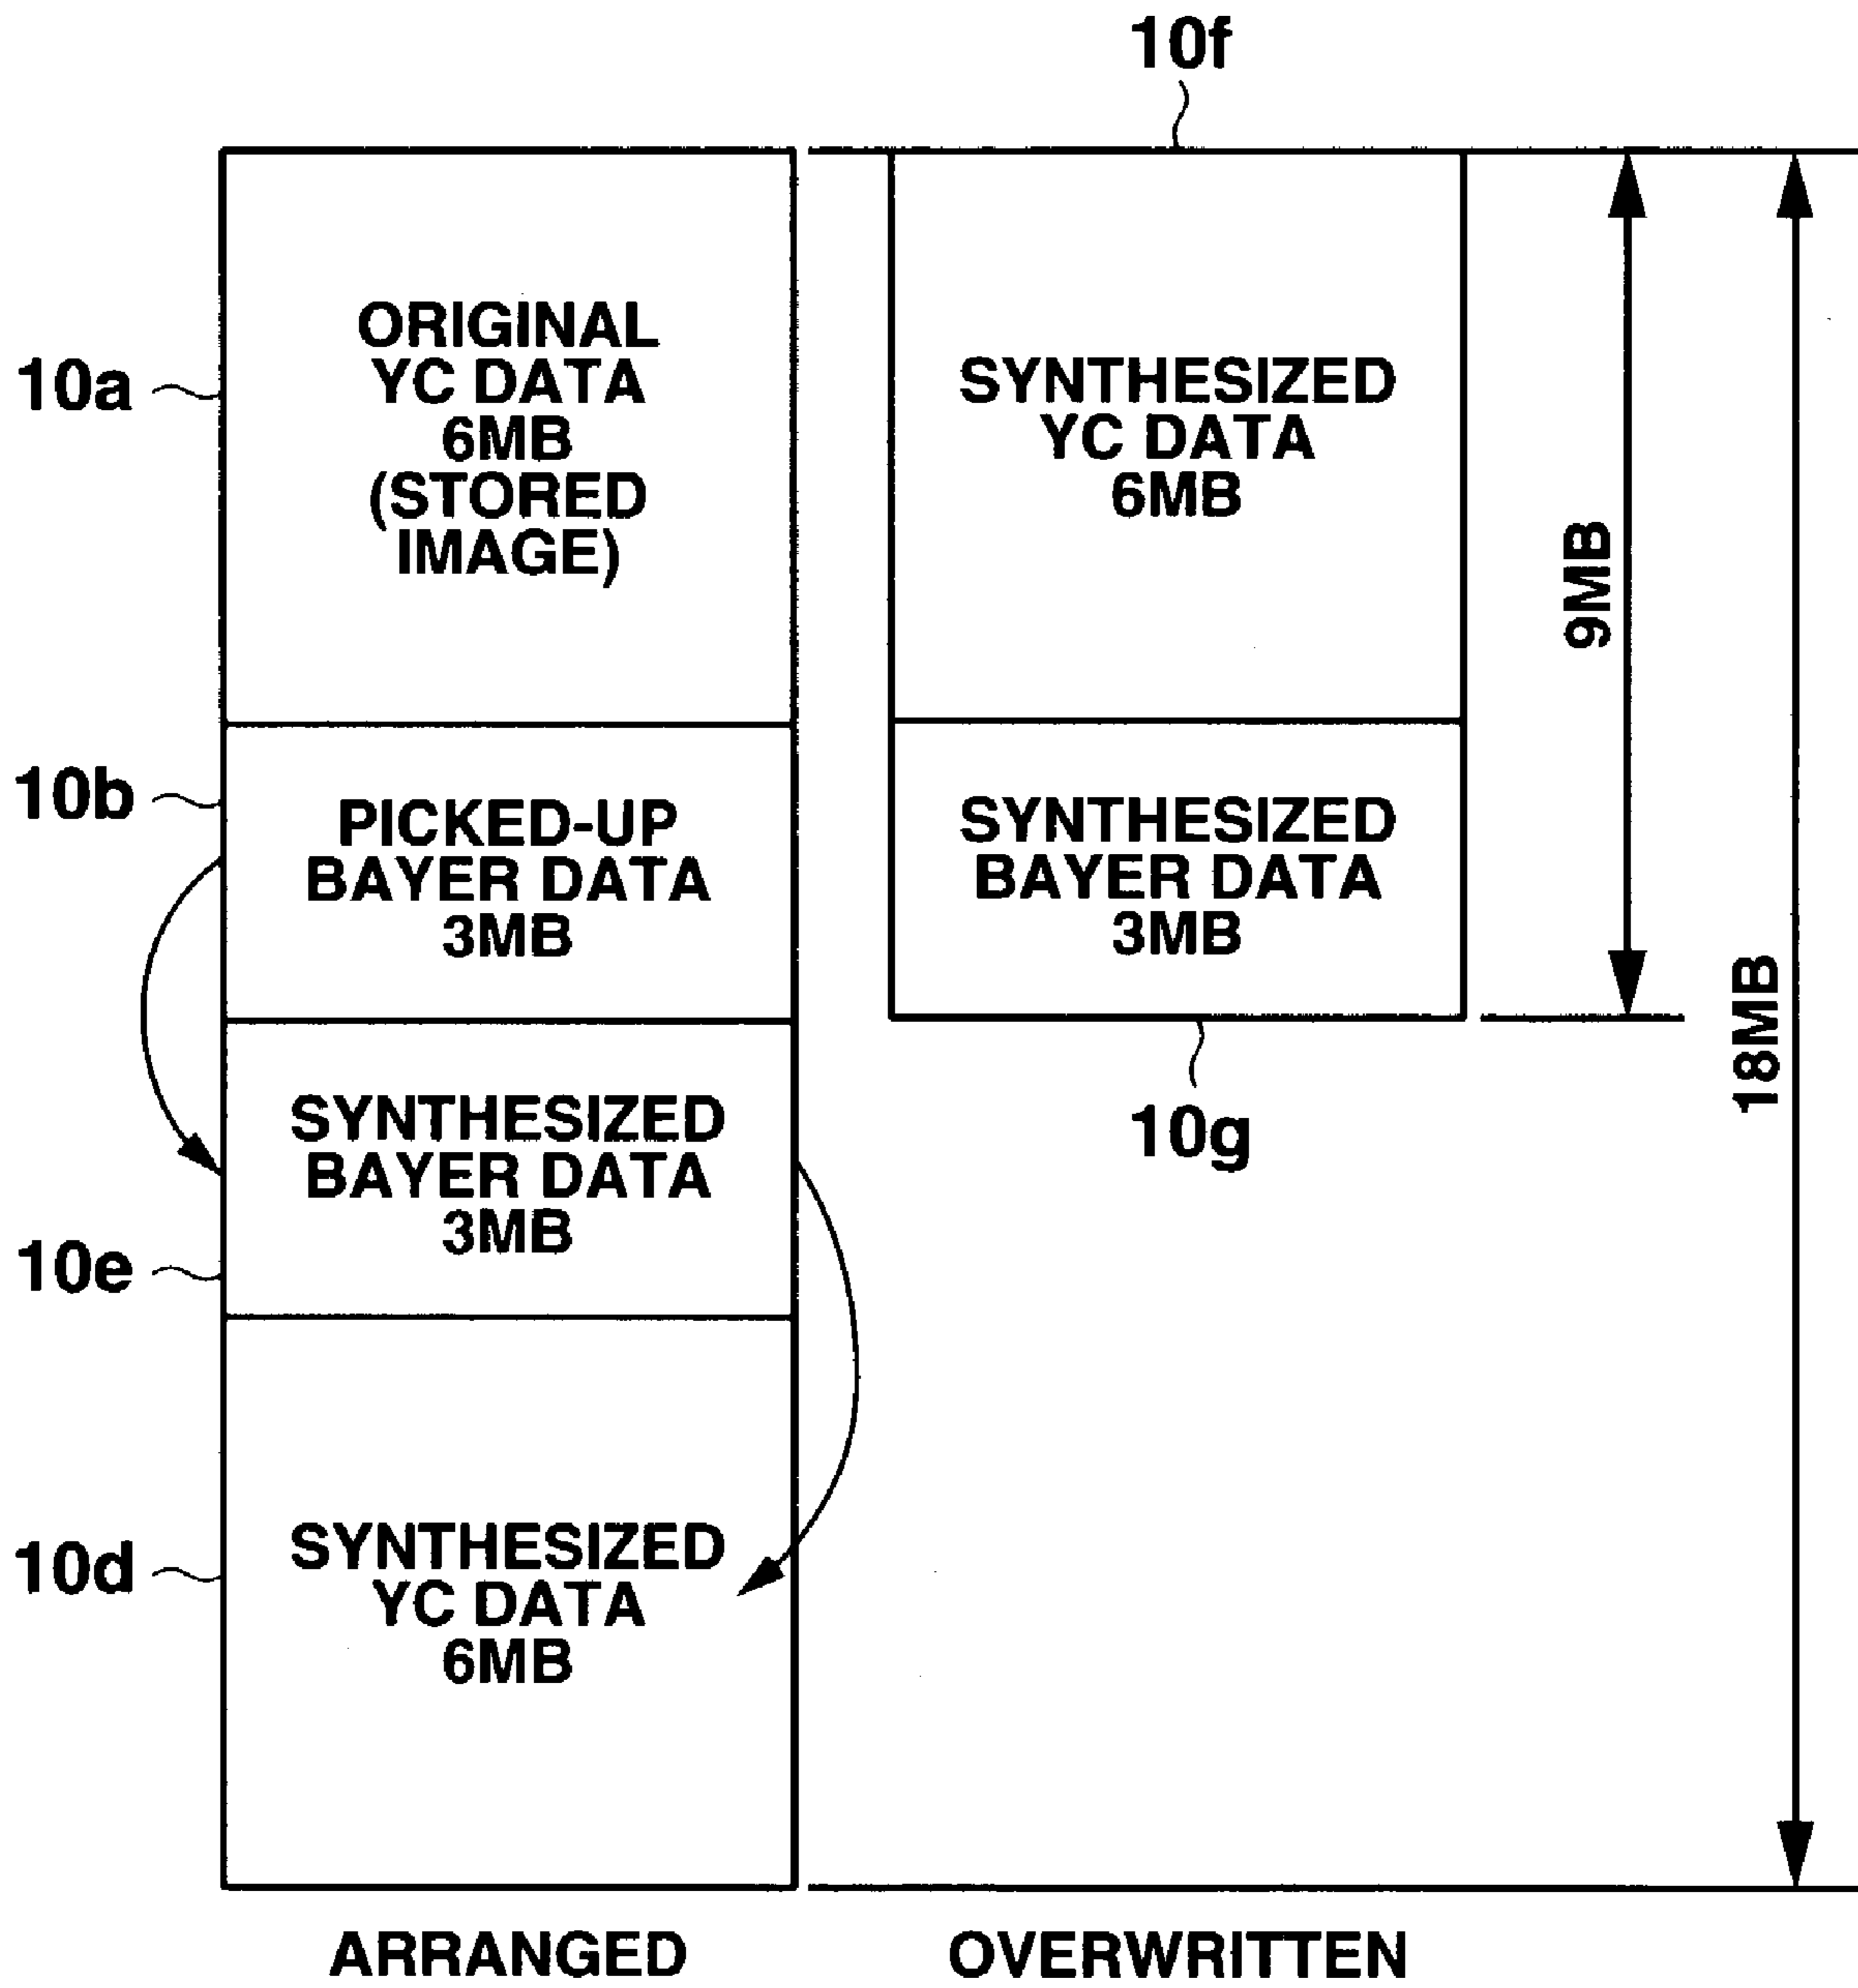 10f
10a
ORIGINAL
YC DATA
6MB
(STORED
IMAGE)
SYNTHESIZED
YC DATA
6MB
9MB
10b
PICKED-UP
BAYER DATA
3MB
SYNTHESIZED
BAYER DATA
3MB
18MB
10g
SYNTHESIZED
BAYER DATA
3MB
10e
10d
SYNTHESIZED
YC DATA
6MB
ARRANGED
OVERWRITTEN